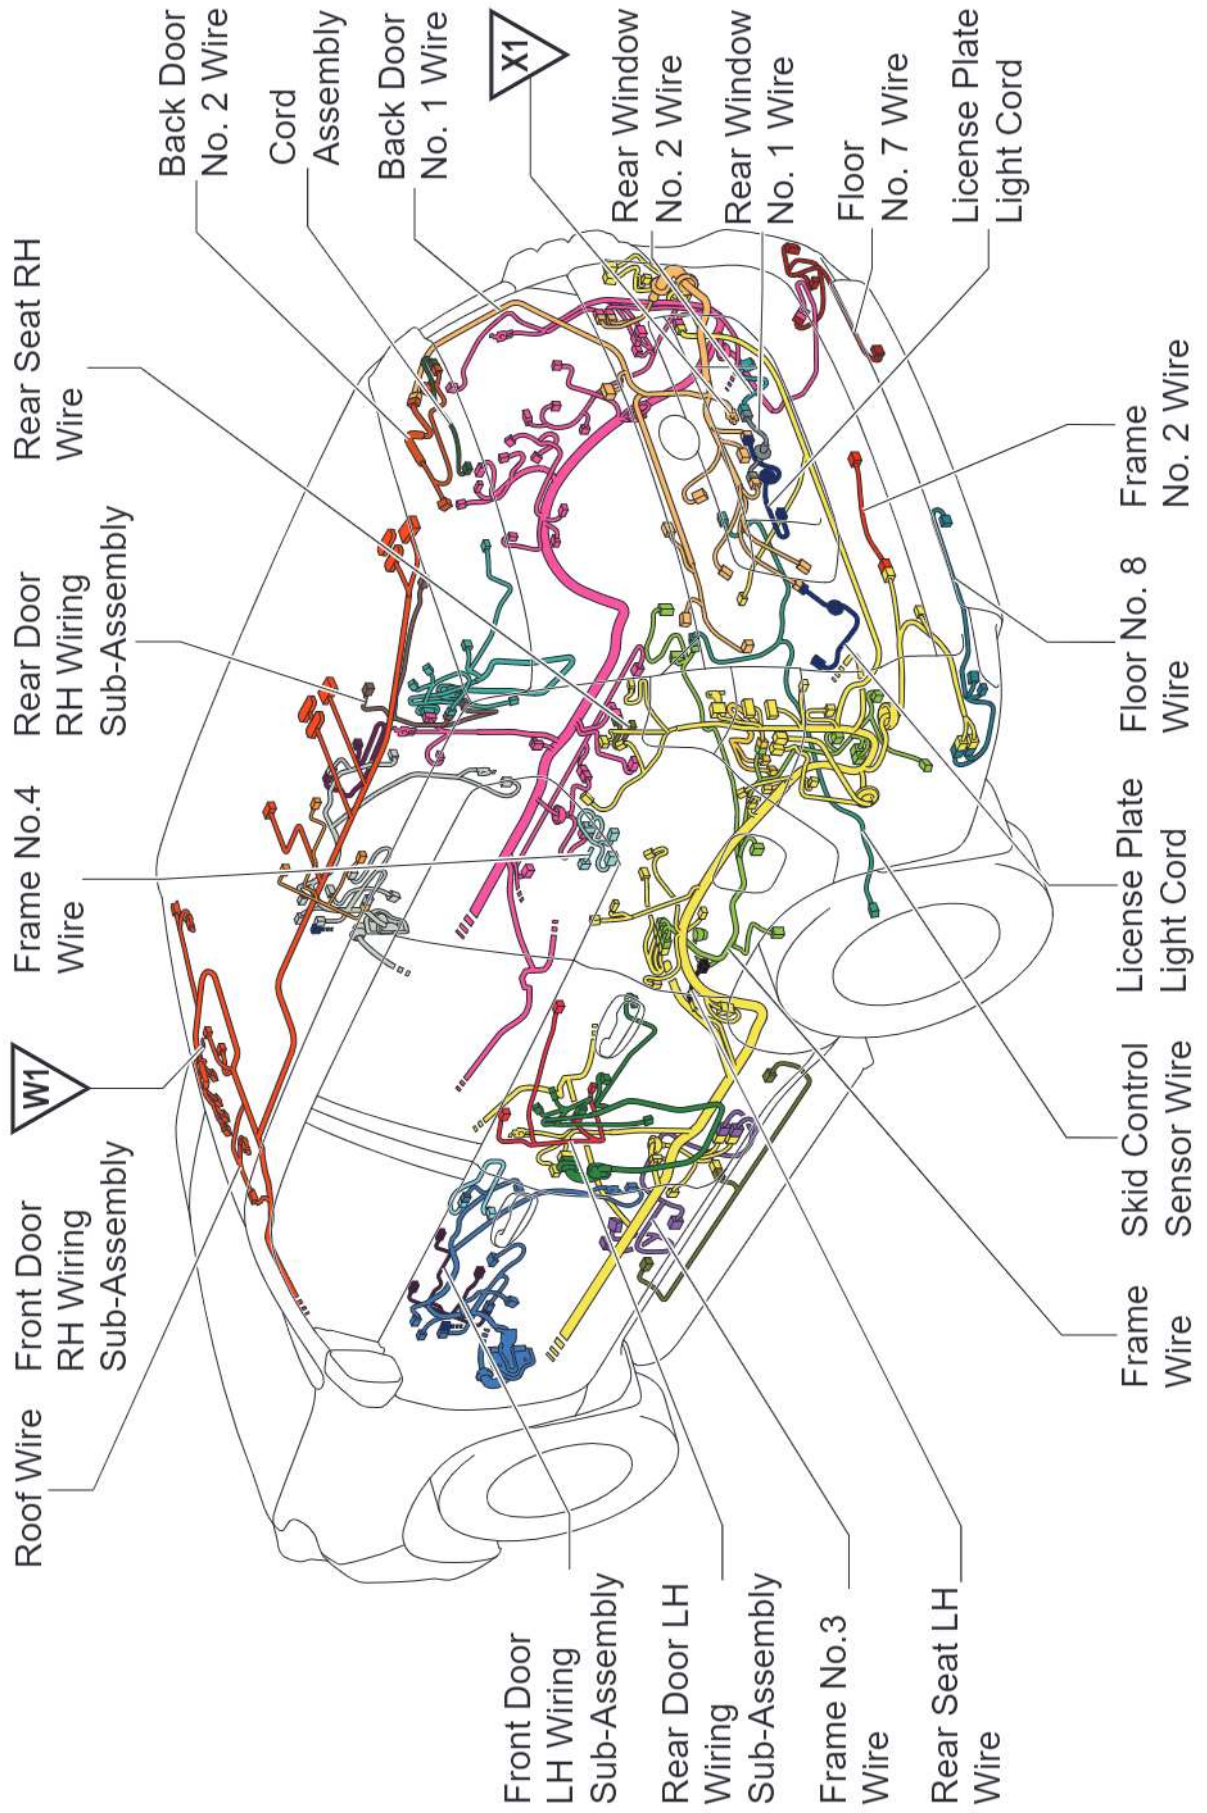 Roof Wire
Front Door
RH Wiring
Sub-Assembly
W1
Frame No.4
Wire
Rear Door
RH Wiring
Sub-Assembly
Rear Seat RH
Wire
Back Door
No. 2 Wire
Cord
Assembly
Back Door
No. 1 Wire
X1
Rear Window
No. 2 Wire
Rear Window
No. 1 Wire
Floor
No. 7 Wire
License Plate
Light Cord
Front Door
LH Wiring
Sub-Assembly
Rear Door LH
Wiring
Sub-Assembly
Frame No.3
Wire
Rear Seat LH
Wire
Frame
Wire
Skid Control
Sensor Wire
License Plate
Light Cord
Floor No. 8
Wire
Frame
No. 2 Wire